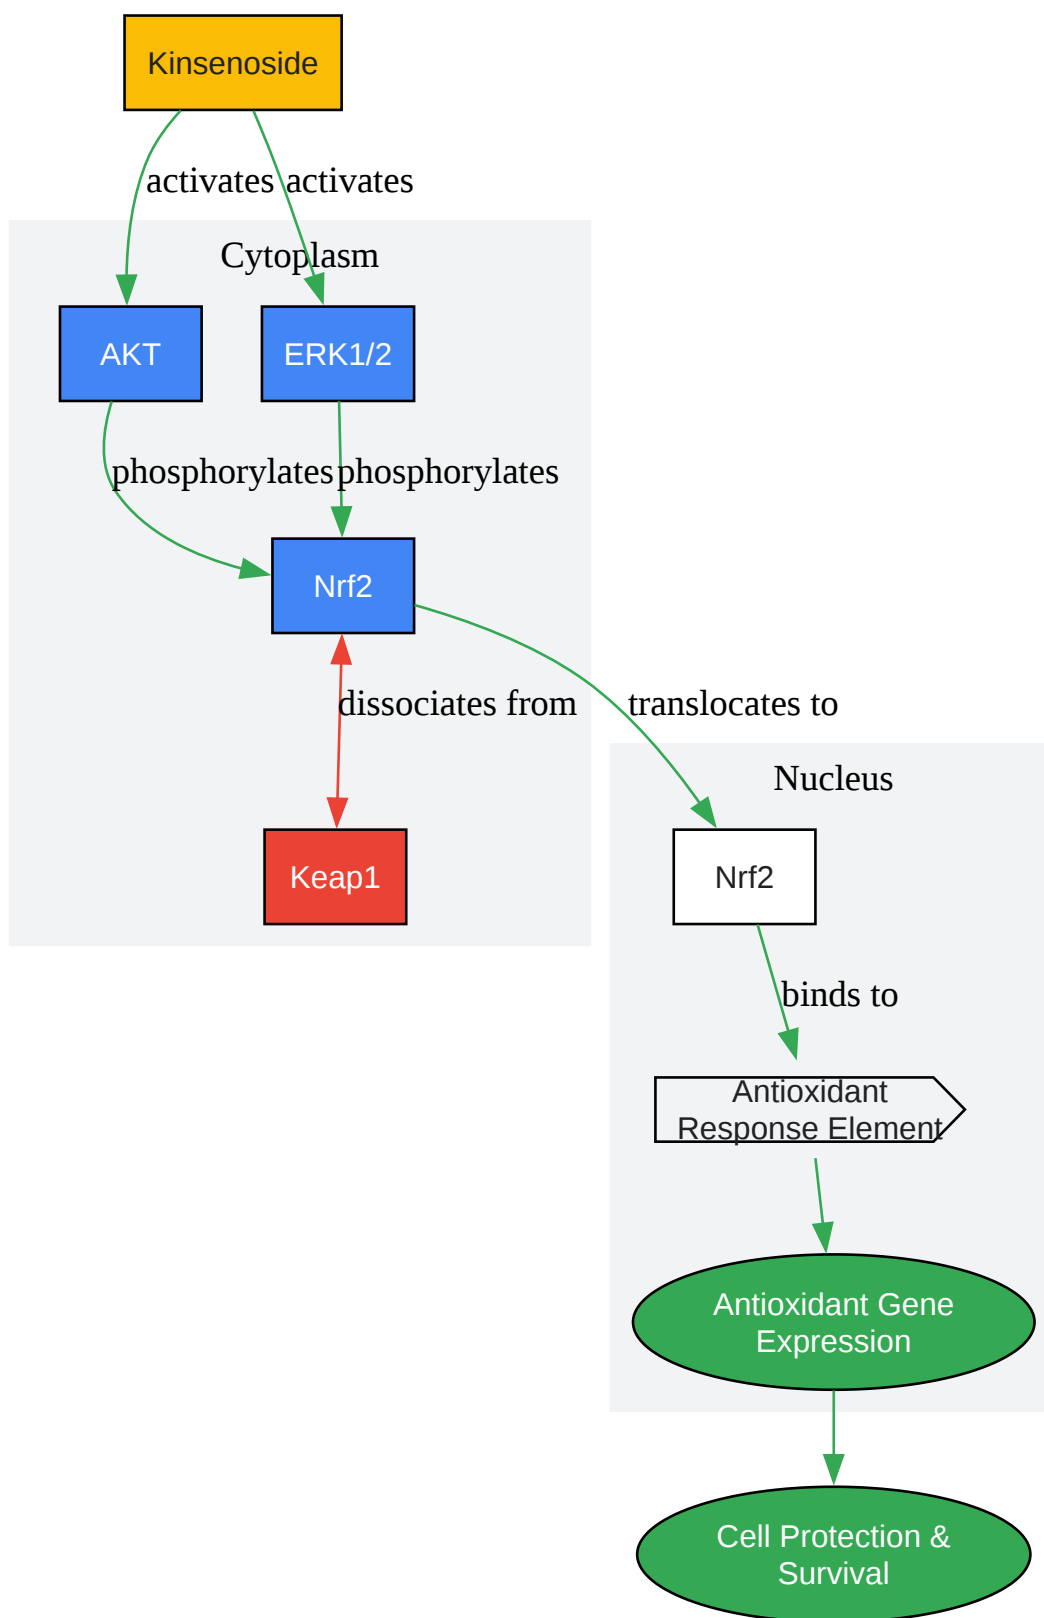 Kinsenoside
activates activates
Cytoplasm
AKT
ERK1/2
phosphorylates phosphorylates
Nrf2
dissociates from
translocates to
Nucleus
Keap1
Nrf2
binds to
Antioxidant
Response Element
Antioxidant Gene
Expression
Cell Protection &
Survival